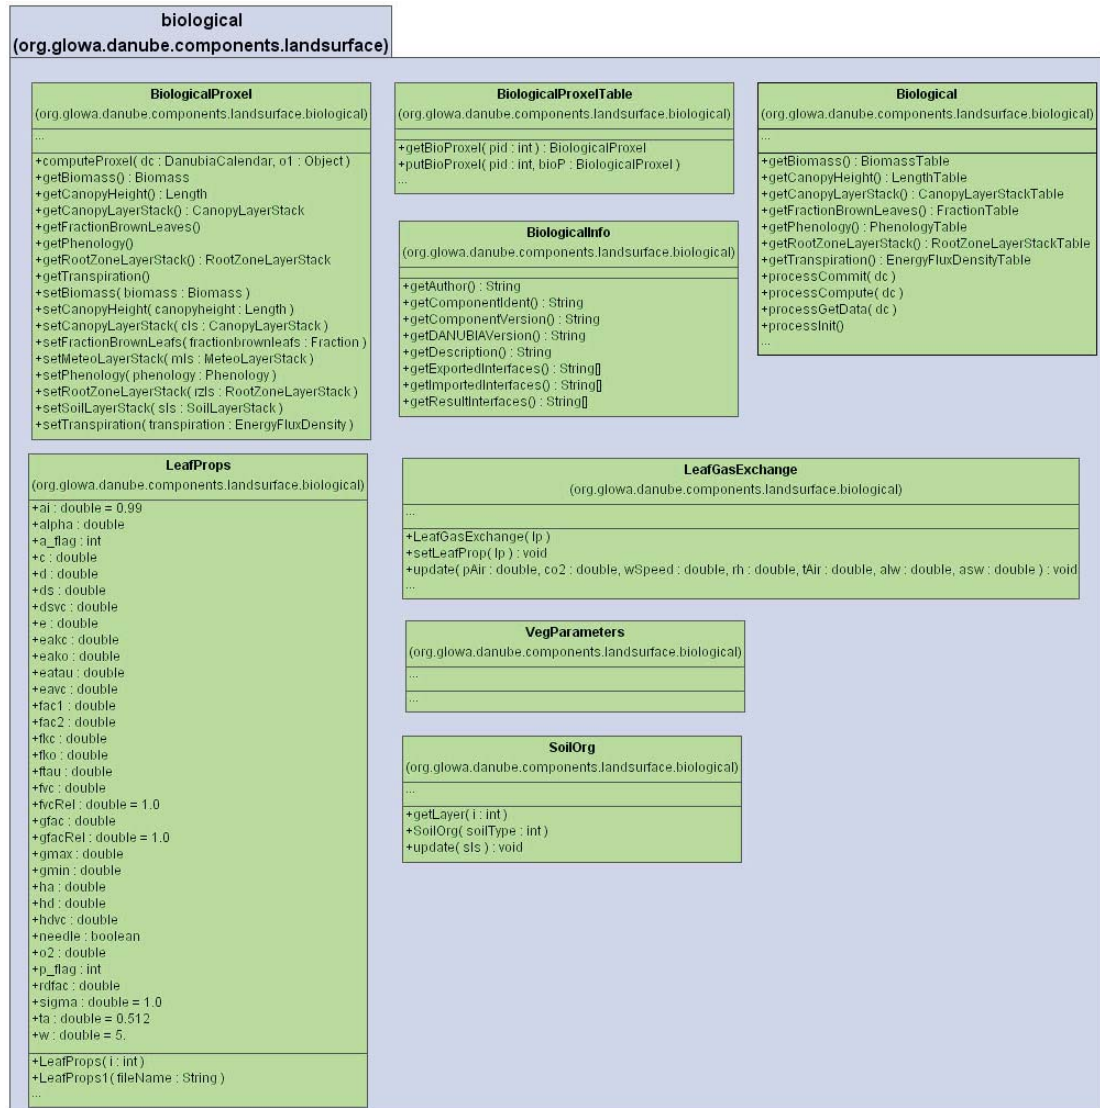 biological
(org.glowa.danube.components.landsurface)
BiologicalProxel
(org.glowa.danube.components.landsurface.biological)
...
+computeProxel( dc : DanubiaCalendar, o1 : Object )
+getBiomass() : Biomass
+getCanopyHeight() : Length
+getCanopyLayerStack() : CanopyLayerStack
+getFractionBrownLeaves()
+getPhenology()
+getRootZoneLayerStack() : RootZoneLayerStack
+getTranspiration()
+setBiomass( biomass : Biomass )
+setCanopyHeight( canopyheight : Length )
+setCanopyLayerStack( cls : CanopyLayerStack )
+setFractionBrownLeafs( fractionbrownleafs : Fraction )
+setMeteoLayerStack( mls : MeteoLayerStack )
+setPhenology( phenology : Phenology )
+setRootZoneLayerStack( rzls : RootZoneLayerStack )
+setSoilLayerStack( sls : SoilLayerStack )
+setTranspiration( transpiration : EnergyFluxDensity )
BiologicalProxelTable
(org.glowa.danube.components.landsurface.biological)
+getBioProxel( pid : int ) : BiologicalProxel
+putBioProxel( pid : int, bioP : BiologicalProxel )
...
Biological
(org.glowa.danube.components.landsurface.biological)
...
+getBiomass() : BiomassTable
+getCanopyHeight() : LengthTable
+getCanopyLayerStack() : CanopyLayerStackTable
+getFractionBrownLeaves() : FractionTable
+getPhenology() : PhenologyTable
+getRootZoneLayerStack() : RootZoneLayerStackTable
+getTranspiration() : EnergyFluxDensityTable
+processCommit( dc )
+processCompute( dc )
+processGetData( dc )
+processInit()
...
BiologicalInfo
(org.glowa.danube.components.landsurface.biological)
+getAuthor() : String
+getComponentIdent() : String
+getComponentVersion() : String
+getDANUBIAVersion() : String
+getDescription() : String
+getExportedInterfaces() : String[]
+getImportedInterfaces() : String[]
+getResultInterfaces() : String[]
LeafProps
(org.glowa.danube.components.landsurface.biological)
+ai : double = 0.99
+alpha : double
+a_flag : int
+c : double
+d : double
+ds : double
+dsvc : double
+e : double
+eakc : double
+eako : double
+eatau : double
+eavc : double
+fac1 : double
+fac2 : double
+fkc : double
+fko : double
+ftau : double
+fvc : double
+fvcRel : double = 1.0
+gfac : double
+gfacRel : double = 1.0
+gmax : double
+gmin : double
+ha : double
+hd : double
+hdvc : double
+needle : boolean
+o2 : double
+p_flag : int
+rdfac : double
+sigma : double = 1.0
+ta : double = 0.512
+w : double = 5.
+LeafProps( i : int )
+LeafProps1( fileName : String )
...
LeafGasExchange
(org.glowa.danube.components.landsurface.biological)
...
+LeafGasExchange( lp )
+setLeafProp( lp ) : void
+update( pAir : double, co2 : double, wSpeed : double, rh : double, tAir : double, alw : double, asw : double ) : void
...
VegParameters
(org.glowa.danube.components.landsurface.biological)
...
...
SoilOrg
(org.glowa.danube.components.landsurface.biological)
...
+getLayer( i : int )
+SoilOrg( soilType : int )
+update( sls ) : void